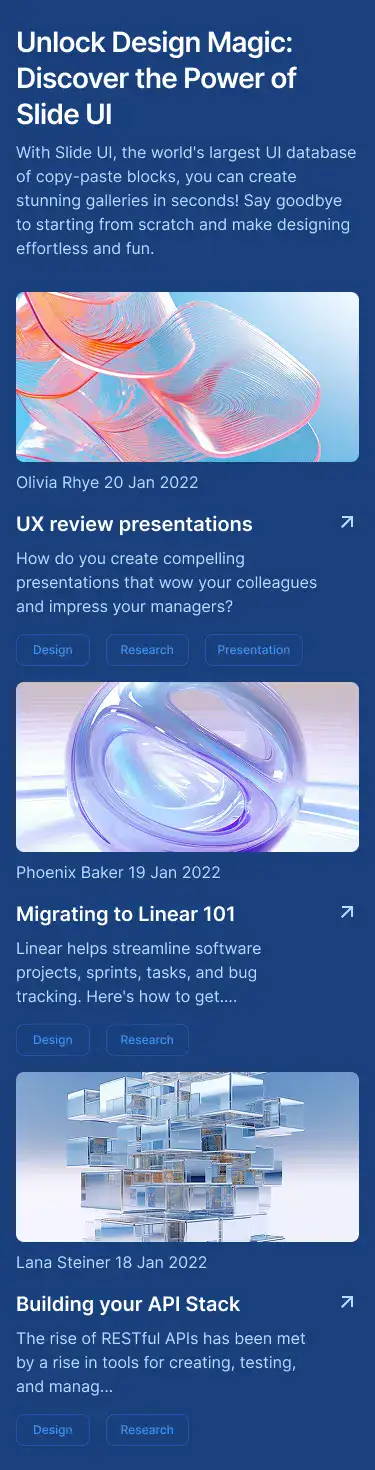 Unlock Design Magic:
Discover the Power of
Slide UI
With Slide UI, the world's largest UI database
of copy-paste blocks, you can create
stunning galleries in seconds! Say goodbye
to starting from scratch and make designing
effortless and fun.
Olivia Rhye 20 Jan 2022
UX review presentations
How do you create compelling
presentations that wow your colleagues
and impress your managers?
Design Research Presentation
Phoenix Baker 19 Jan 2022
Migrating to Linear 101
Linear helps streamline software
projects, sprints, tasks, and bug
tracking. Here's how to get....
Design Research
Lana Steiner 18 Jan 2022
Building your API Stack
The rise of RESTful APIs has been met
by a rise in tools for creating, testing,
and manag...
Design Research